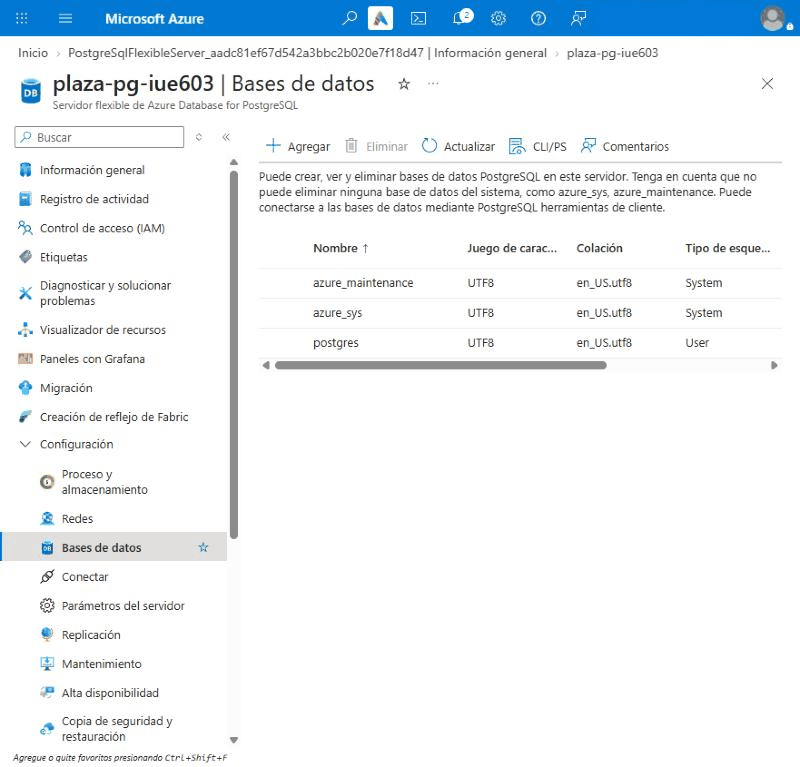 Microsoft Azure
2
Inicio > PostgreSqlFlexibleServer_aadc81ef67d542a3bbc2b020e7f18d47 | Información general > plaza-pg-iue603
DB
plaza-pg-iue603 | Bases de datos
Servidor flexible de Azure Database for PostgreSQL
Buscar
Información general
Registro de actividad
Control de acceso (IAM)
Etiquetas
Diagnosticar y solucionar
problemas
Visualizador de recursos
Paneles con Grafana
Migración
Creación de reflejo de Fabric
Configuración
Proceso y
almacenamiento
Redes
Bases de datos
Conectar
Parámetros del servidor
Replicación
Mantenimiento
Alta disponibilidad
Copia de seguridad y
restauración
Agregue o quite favoritos presionando Ctrl+Shift+F
Agregar Eliminar Actualizar CLI/PS Comentarios
Puede crear, ver y eliminar bases de datos PostgreSQL en este servidor. Tenga en cuenta que no
puede eliminar ninguna base de datos del sistema, como azure_sys, azure_maintenance. Puede
conectarse a las bases de datos mediante PostgreSQL herramientas de cliente.
Nombre ↑ Juego de carac... Colación Tipo de esque...
azure_maintenance UTF8 en_US.utf8 System
azure_sys UTF8 en_US.utf8 System
postgres UTF8 en_US.utf8 User